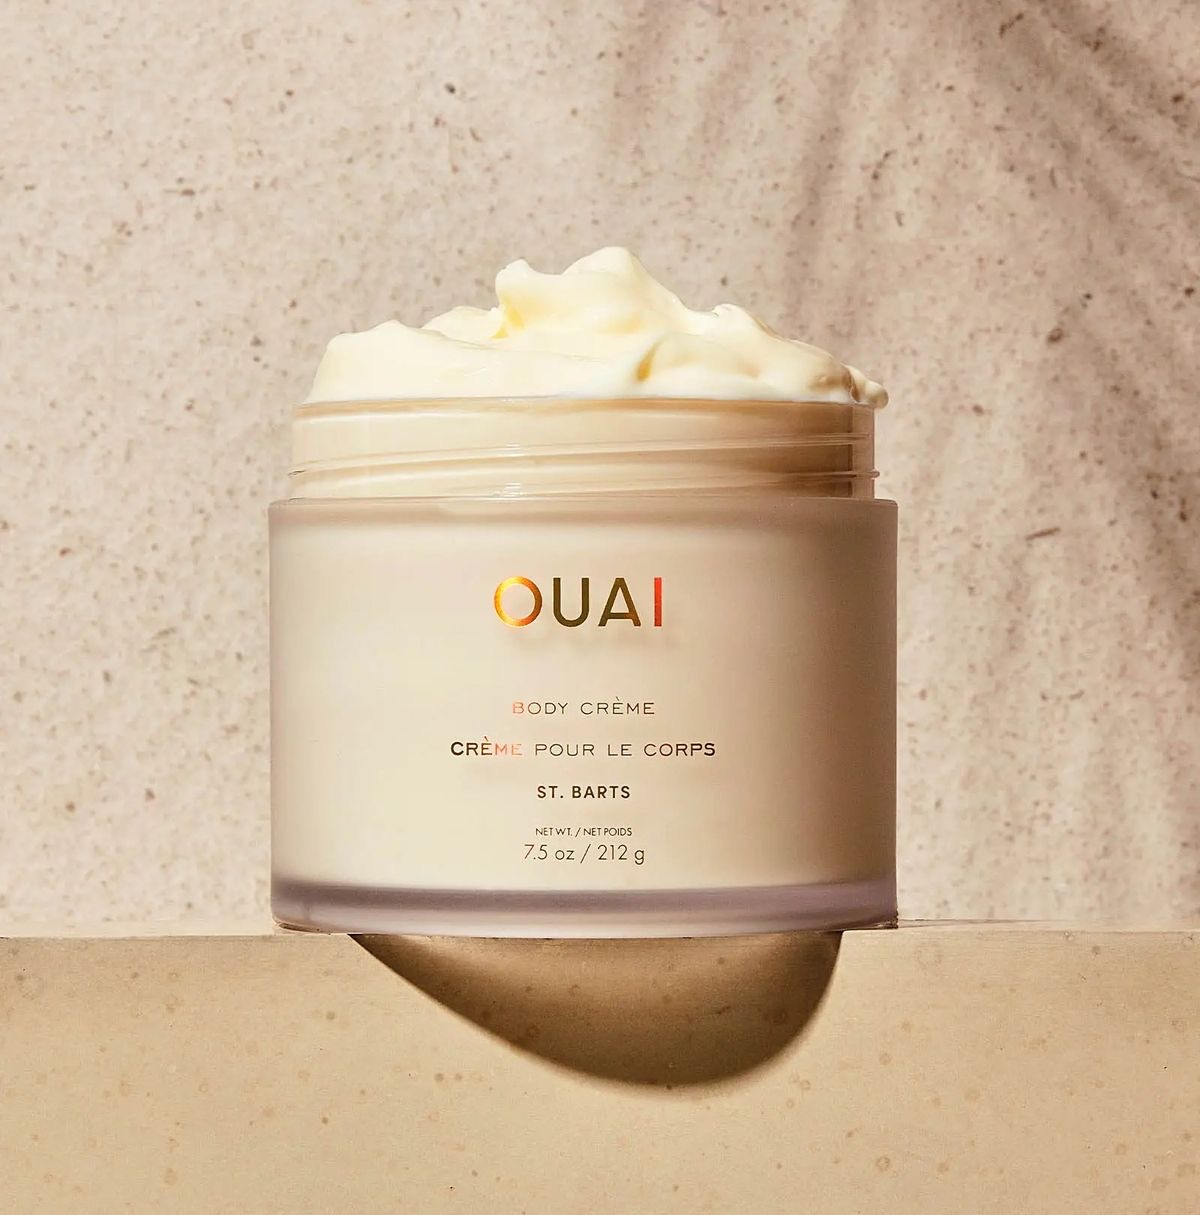 OUAI
BODY CRÈME
CRÈME POUR LE CORPS
ST. BARTS
NET WT. / NET POIDS
7.5 oz / 212 g